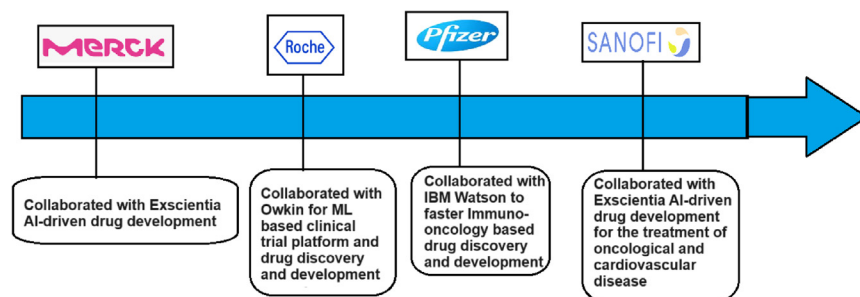 MERCK
Roche
Pfizer
SANOFI
Collaborated with Exscientia
AI-driven drug development
Collaborated with
Owkin for ML
based clinical
trial platform and
drug discovery
and development
Collaborated with
IBM Watson to
faster Immuno-
oncology based
drug discovery
and development
Collaborated with
Exscientia AI-driven
drug development
for the treatment of
oncological and
cardiovascular
disease